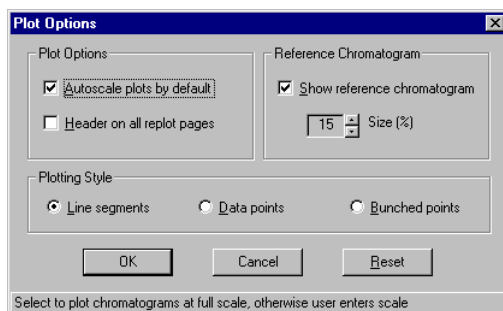 Plot Options
Plot Options
Reference Chromatogram
Autoscale plots by default
Show reference chromatogram
Header on all replot pages
15 Size (%)
Plotting Style
Line segments Data points Bunched points
OK Cancel Reset
Select to plot chromatograms at full scale, otherwise user enters scale